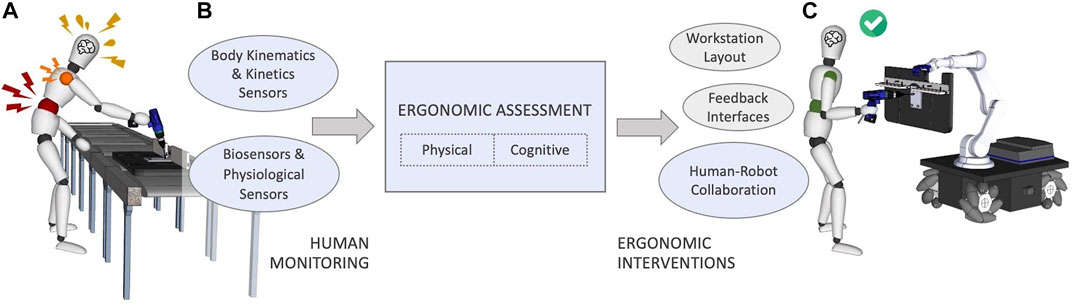 A
B
C
Body Kinematics
& Kinetics
Sensors
Biosensors &
Physiological
Sensors
HUMAN
MONITORING
ERGONOMIC ASSESSMENT
Physical
Cognitive
Workstation
Layout
Feedback
Interfaces
Human-Robot
Collaboration
ERGONOMIC
INTERVENTIONS